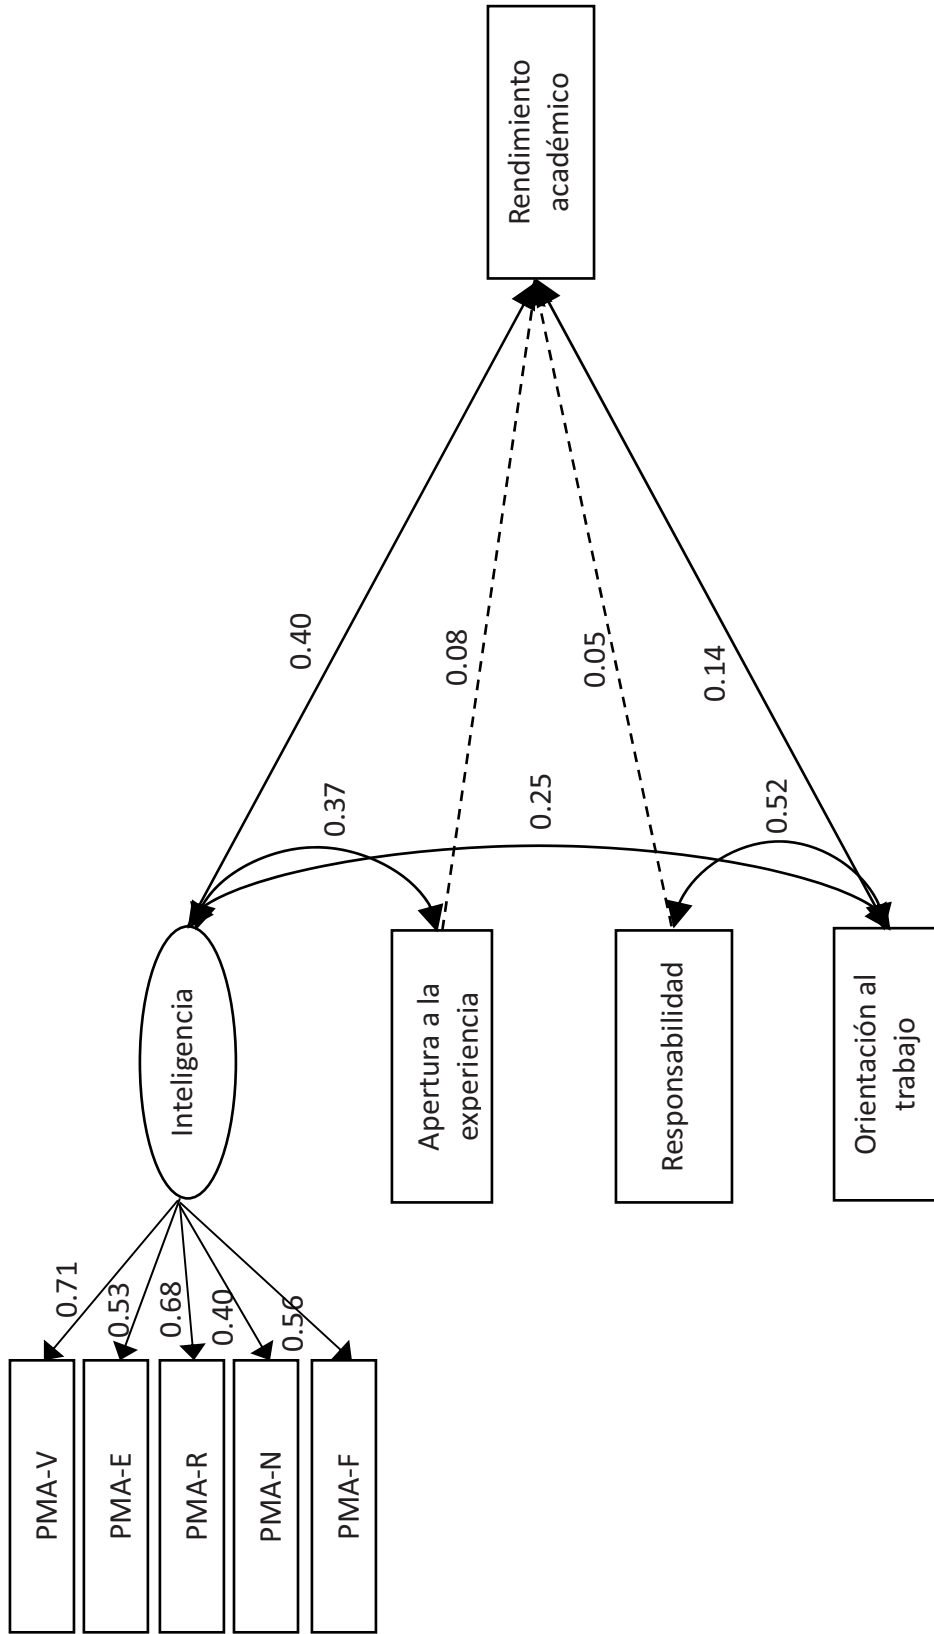 PMA-V
PMA-E
PMA-R
PMA-N
PMA-F
0.71
0.53
0.68
0.40
0.56
Inteligencia
Apertura a la
experiencia
Responsabilidad
Orientación al
trabajo
0.37
0.25
0.52
0.40
0.08
0.05
0.14
Rendimiento
académico